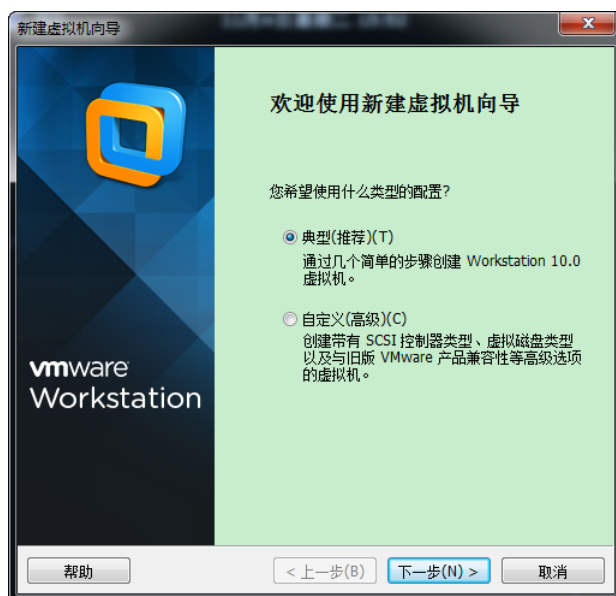 新建虚拟机向导
欢迎使用新建虚拟机向导
您希望使用什么类型的配置?
典型(推荐)(T)
通过几个简单的步骤创建 Workstation 10.0
虚拟机。
自定义(高级)(C)
创建带有 SCSI 控制器类型、虚拟磁盘类型
以及与旧版 VMware 产品兼容性等高级选项
的虚拟机。
vmware
Workstation
帮助
< 上一步(B)
下一步(N) >
取消